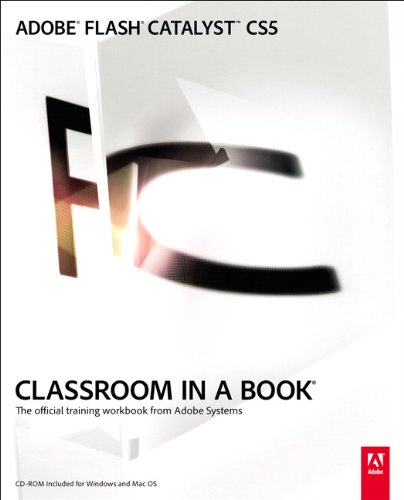 ADOBE® FLASH® CATALYST™ CS5
FC
CLASSROOM IN A BOOK®
The official training workbook from Adobe Systems
CD-ROM Included for Windows and Mac OS
Adobe